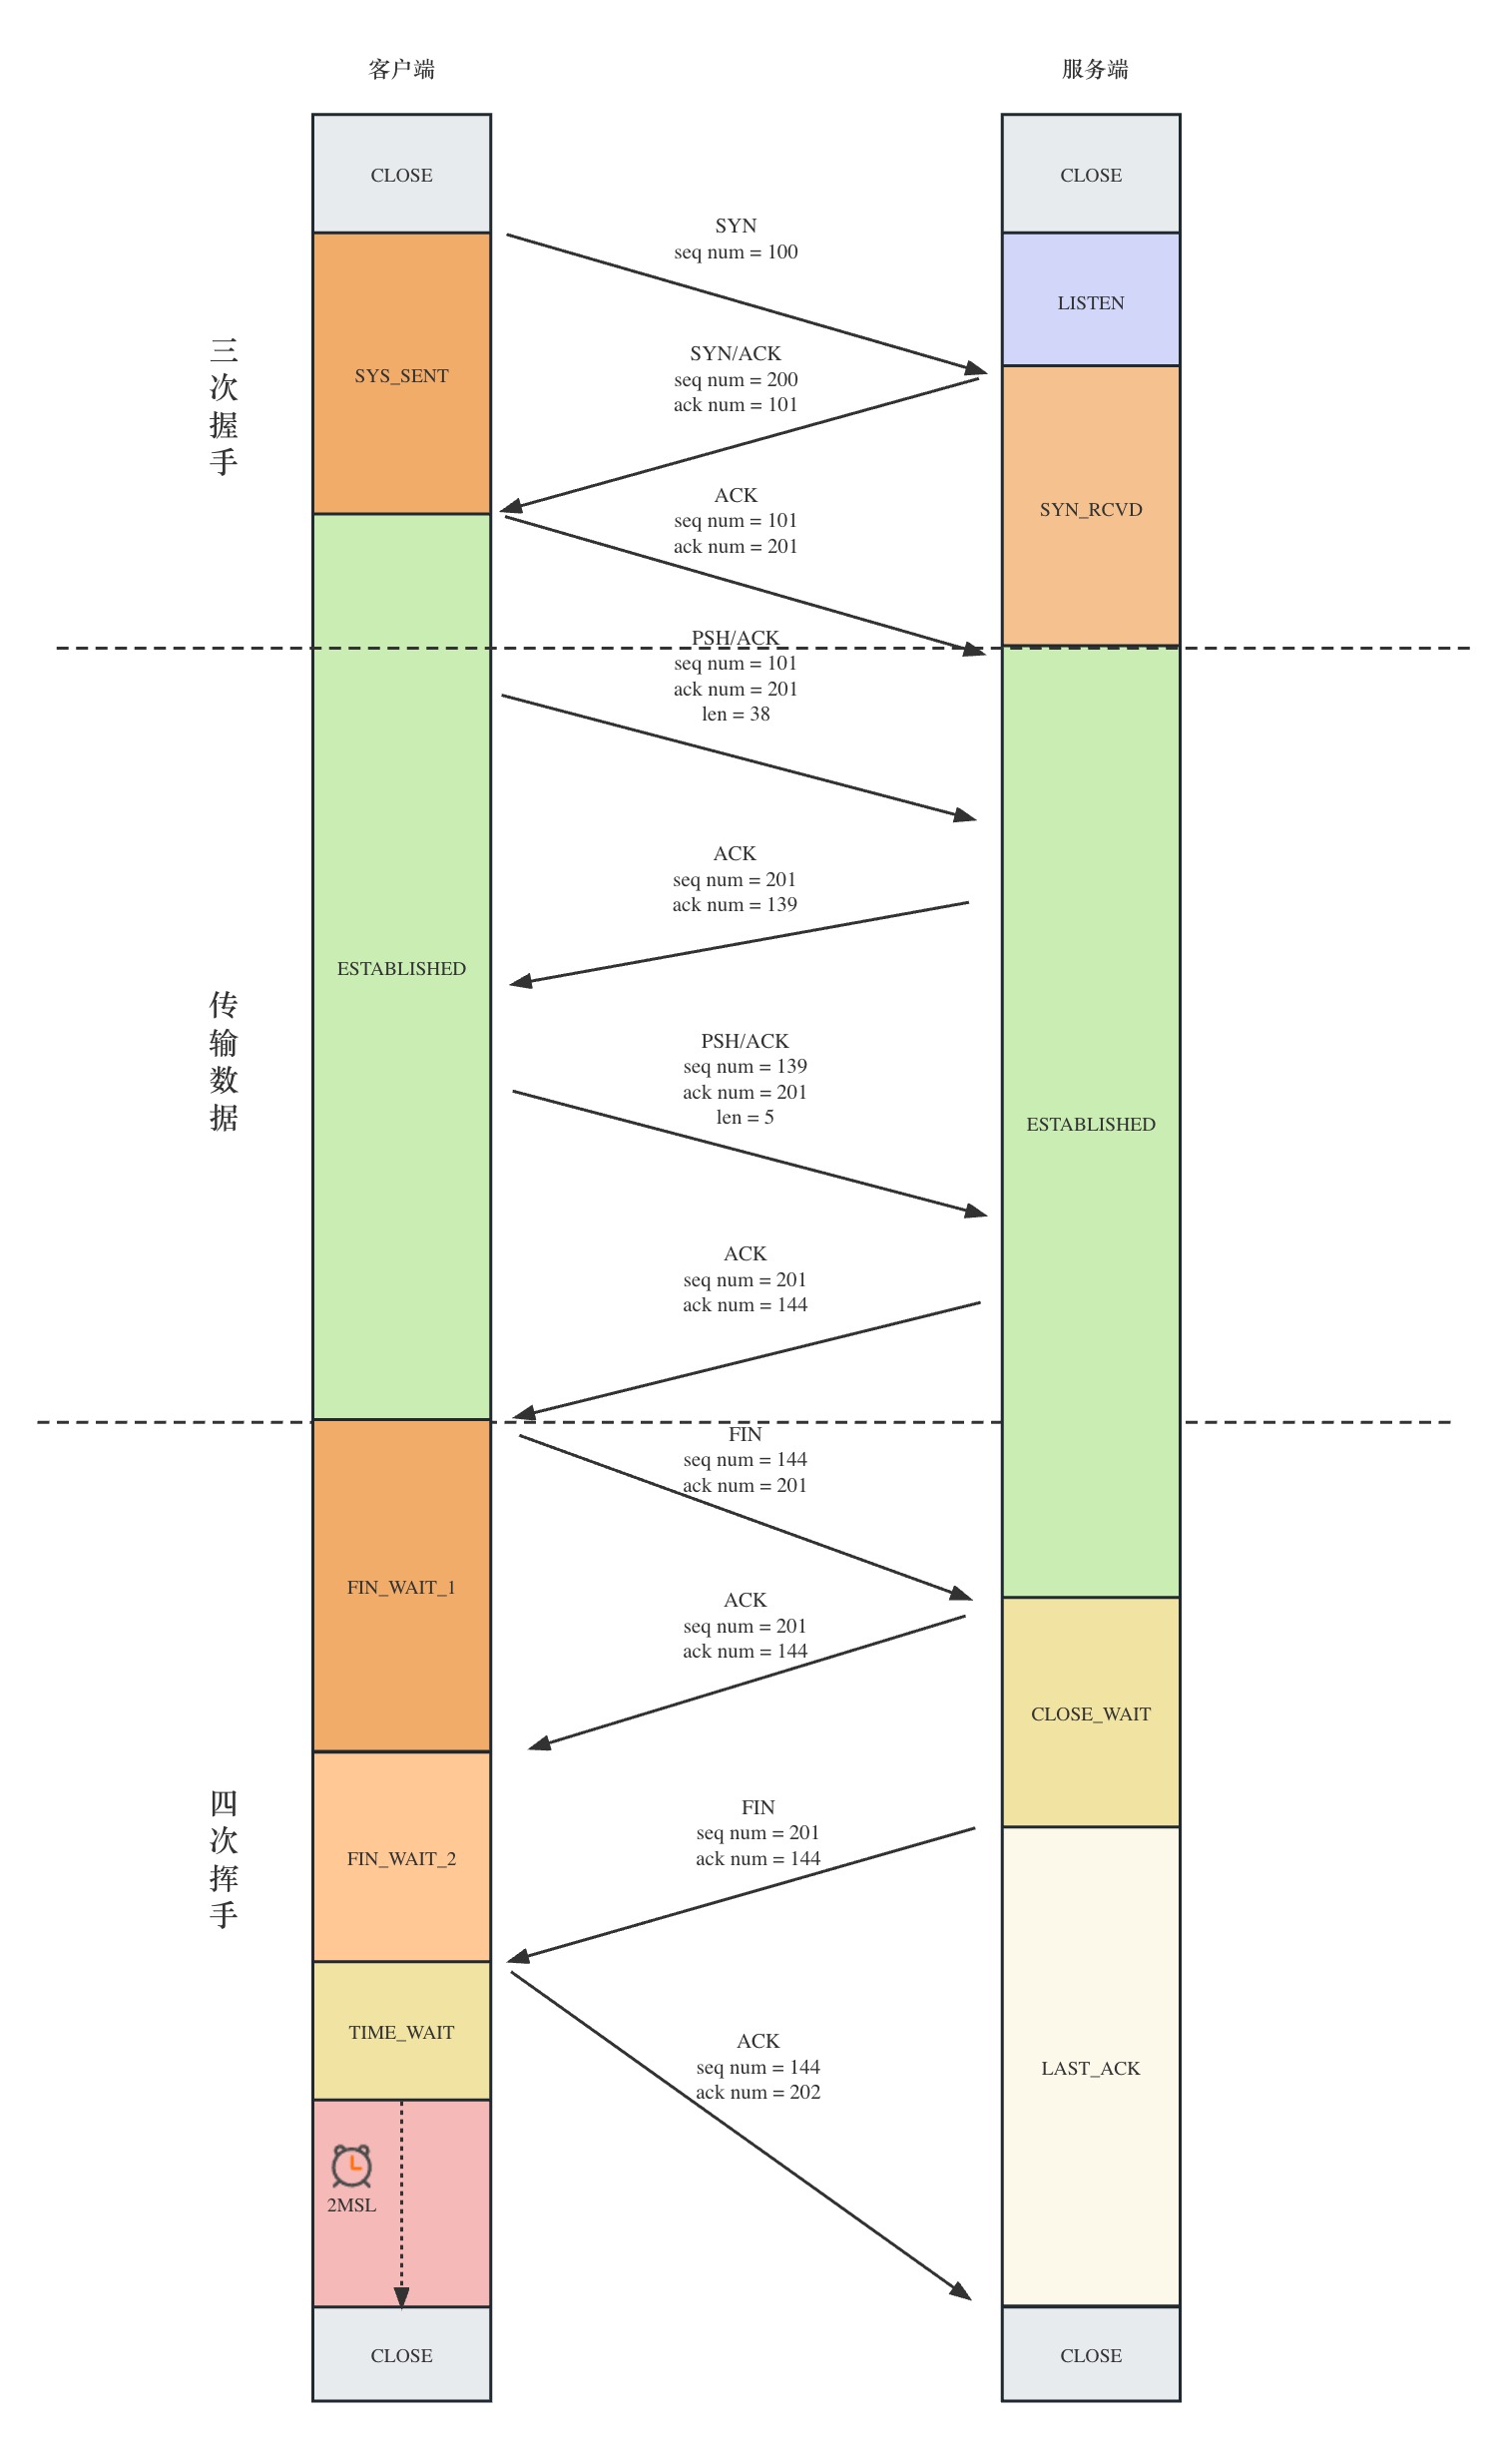 客户端
服务端
CLOSE
CLOSE
SYN
seq num = 100
LISTEN
三次握手
SYS_SENT
SYN/ACK
seq num = 200
ack num = 101
SYN_RCVD
ACK
seq num = 101
ack num = 201
PSH/ACK
seq num = 101
ack num = 201
len = 38
ACK
seq num = 201
ack num = 139
ESTABLISHED
传输数据
PSH/ACK
seq num = 139
ack num = 201
len = 5
ESTABLISHED
ACK
seq num = 201
ack num = 144
FIN
seq num = 144
ack num = 201
FIN_WAIT_1
ACK
seq num = 201
ack num = 144
CLOSE_WAIT
四次挥手
FIN_WAIT_2
FIN
seq num = 201
ack num = 144
TIME_WAIT
ACK
seq num = 144
ack num = 202
LAST_ACK
2MSL
CLOSE
CLOSE